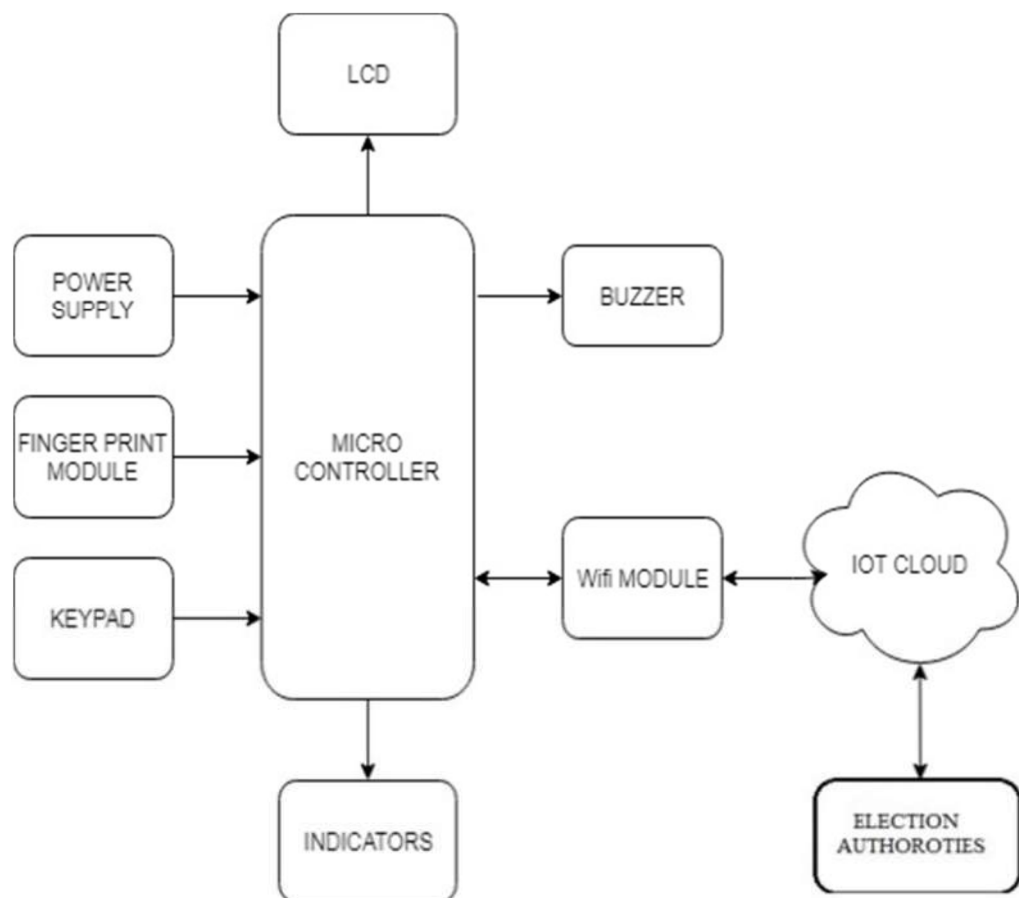 LCD
POWER
SUPPLY
BUZZER
FINGER PRINT
MODULE
MICRO
CONTROLLER
Wifi MODULE
IOT CLOUD
KEYPAD
INDICATORS
ELECTION
AUTHOROTIES